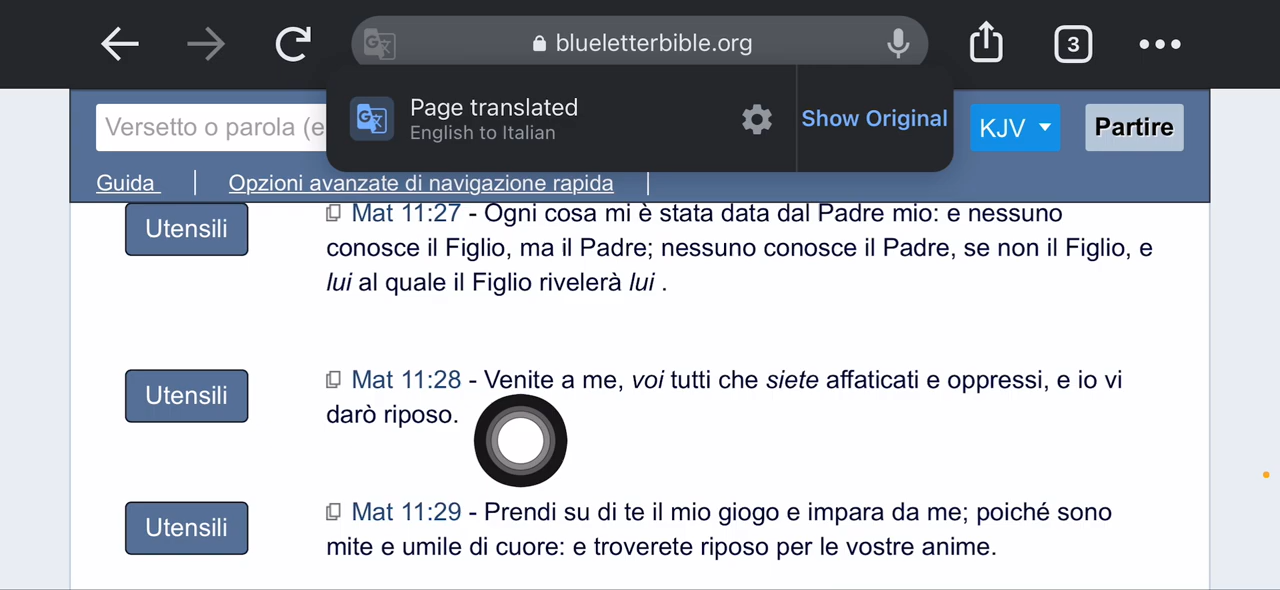 blueletterbible.org
3
Page translated
English to Italian
Show Original
Versetto o parola (e
KJV
Partire
Guida
Opzioni avanzate di navigazione rapida
Utensili
Mat 11:27 - Ogni cosa mi è stata data dal Padre mio: e nessuno
conosce il Figlio, ma il Padre; nessuno conosce il Padre, se non il Figlio, e
lui al quale il Figlio rivelerà lui .
Utensili
Mat 11:28 - Venite a me, voi tutti che siete affaticati e oppressi, e io vi
darò riposo.
Utensili
Mat 11:29 - Prendi su di te il mio giogo e impara da me; poiché sono
mite e umile di cuore: e troverete riposo per le vostre anime.